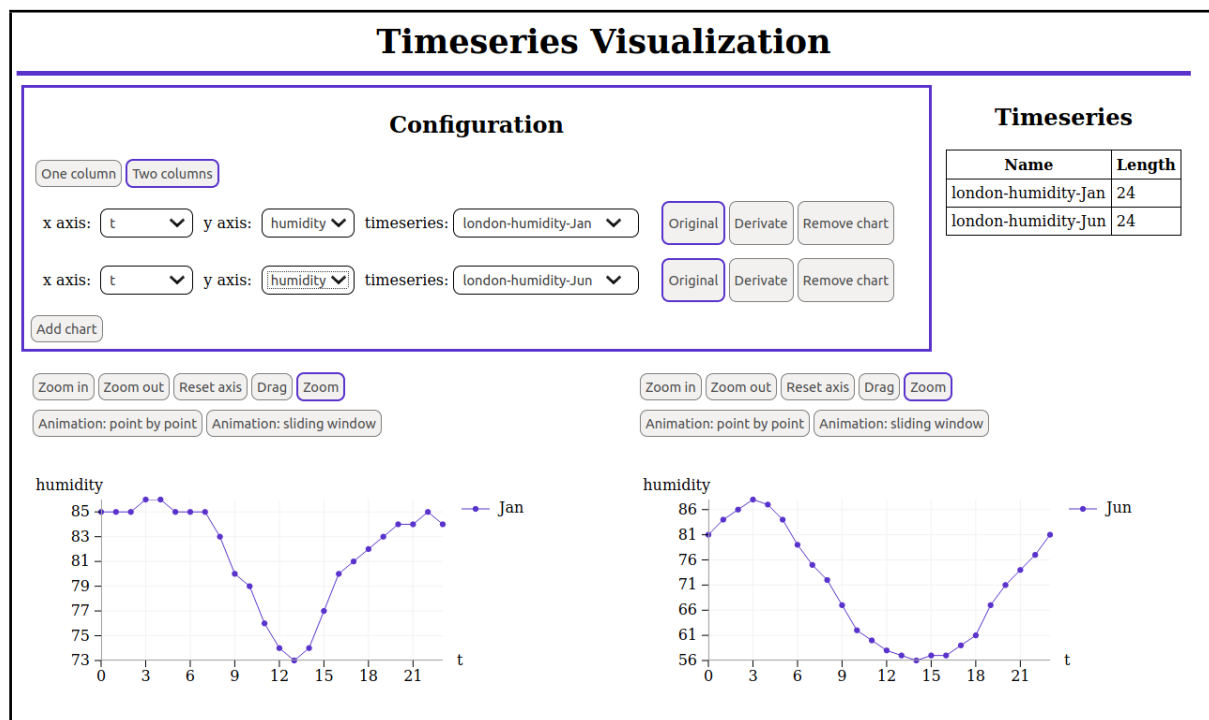 Timeseries Visualization
Configuration
One column Two columns
x axis: t y axis: humidity timeseries: london-humidity-Jan Original Derivate Remove chart
x axis: t y axis: humidity timeseries: london-humidity-Jun Original Derivate Remove chart
Add chart
Timeseries
Name Length
london-humidity-Jan 24
london-humidity-Jun 24
Zoom in Zoom out Reset axis Drag Zoom
Animation: point by point Animation: sliding window
humidity
Jan
85
83
81
79
77
75
73
0 3 6 9 12 15 18 21
t
Zoom in Zoom out Reset axis Drag Zoom
Animation: point by point Animation: sliding window
humidity
Jun
86
81
76
71
66
61
56
0 3 6 9 12 15 18 21
t